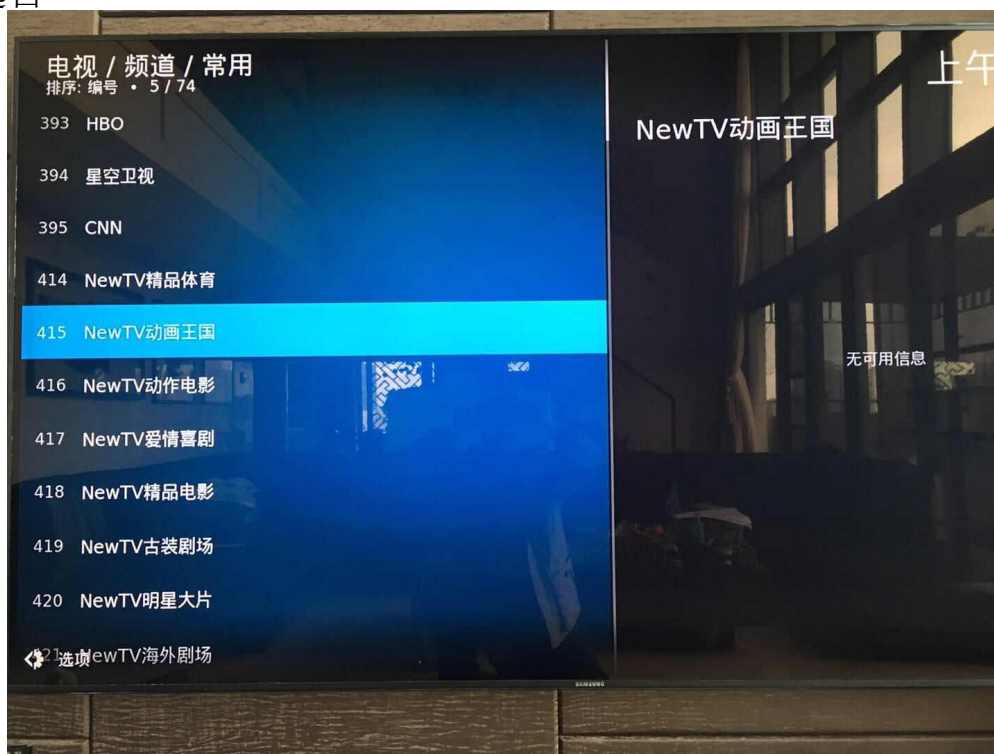 电视 / 频道 / 常用
排序: 编号 • 5 / 74
上午
393 HBO
394 星空卫视
395 CNN
414 NewTV精品体育
415 NewTV动画王国
416 NewTV动作电影
417 NewTV爱情喜剧
418 NewTV精品电影
419 NewTV古装剧场
420 NewTV明星大片
421 NewTV海外剧场
选项
NewTV动画王国
无可用信息
SAMSUNG